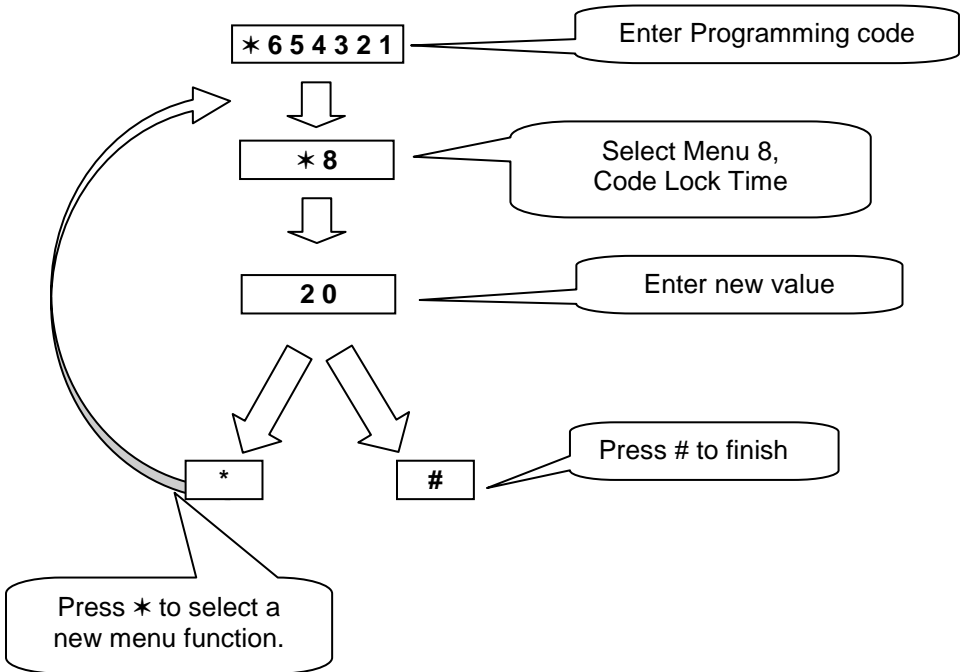 ✶ 6 5 4 3 2 1
Enter Programming code
✶ 8
Select Menu 8,
Code Lock Time
2 0
Enter new value
*
#
Press # to finish
Press ✶ to select a
new menu function.